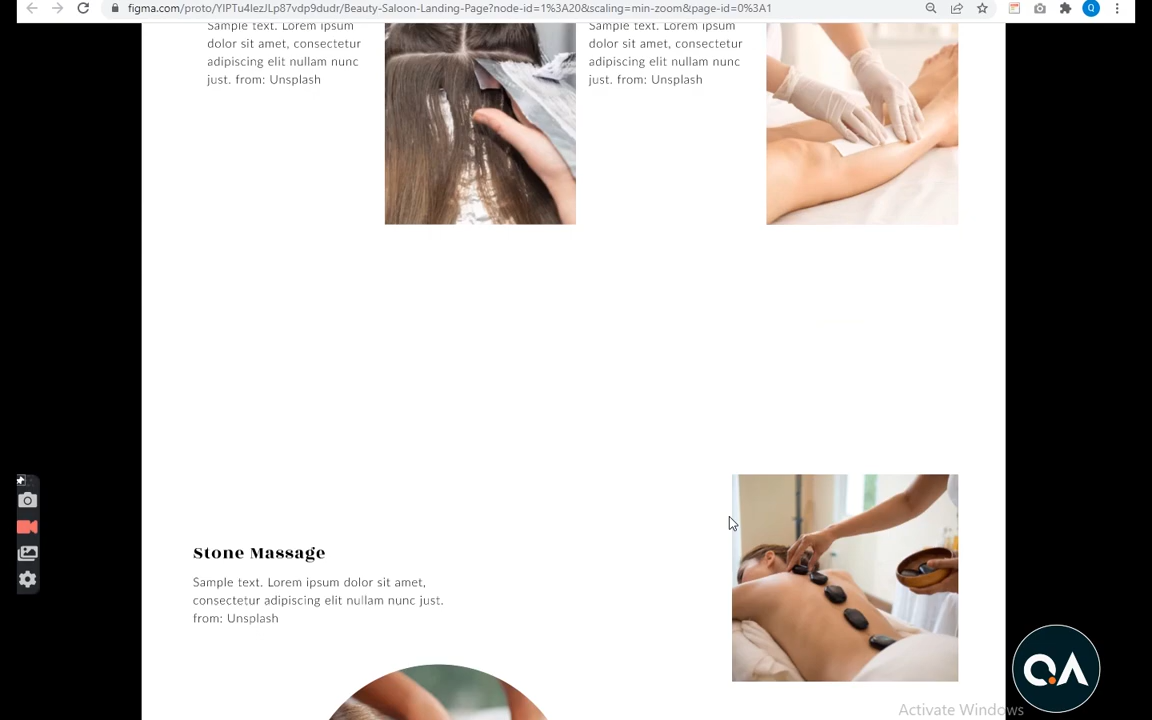 figma.com/proto/YlPTu4lezJLp87vdp9dudr/Beauty-Saloon-Landing-Page?node-id=1%3A20&scaling=min-zoom&page-id=0%3A1
Q
Sample text. Lorem ipsum
dolor sit amet, consectetur
adipiscing elit nullam nunc
just. from: Unsplash
Sample text. Lorem ipsum
dolor sit amet, consectetur
adipiscing elit nullam nunc
just. from: Unsplash
Stone Massage
Sample text. Lorem ipsum dolor sit amet,
consectetur adipiscing elit nullam nunc just.
from: Unsplash
QA
Activate Windows